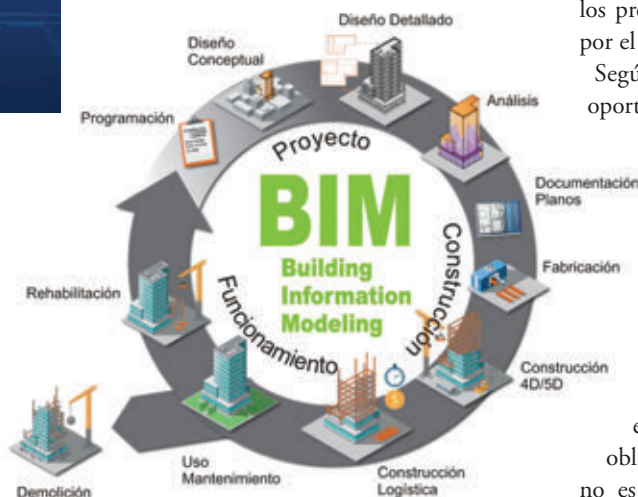 los pro
por el
Segú
oport
Diseño Detallado
Diseño
Conceptual
Análisis
Programación
Proyecto
Documentación
Planos
BIM
Building
Information
Modeling
Construcción
Fabricación
Rehabilitación
Funcionamiento
Construcción
4D/5D
e
obl
no es
Uso
Mantenimiento
Construcción
Logística
Demolición